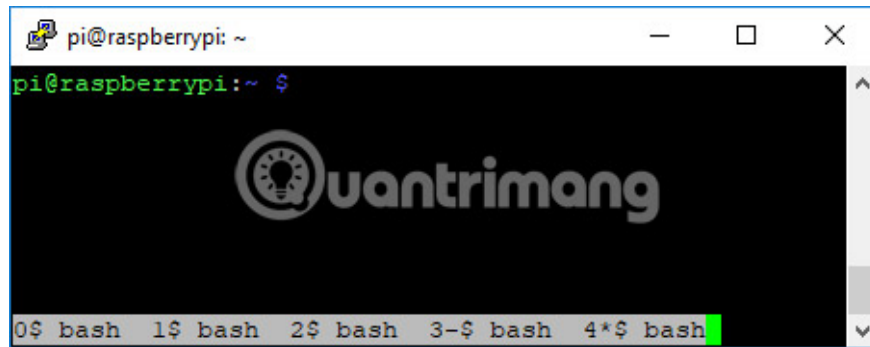 pi@raspberrypi: ~
pi@raspberrypi:~ $
Quantrimang
0$ bash  1$ bash  2$ bash  3-$ bash  4*$ bash